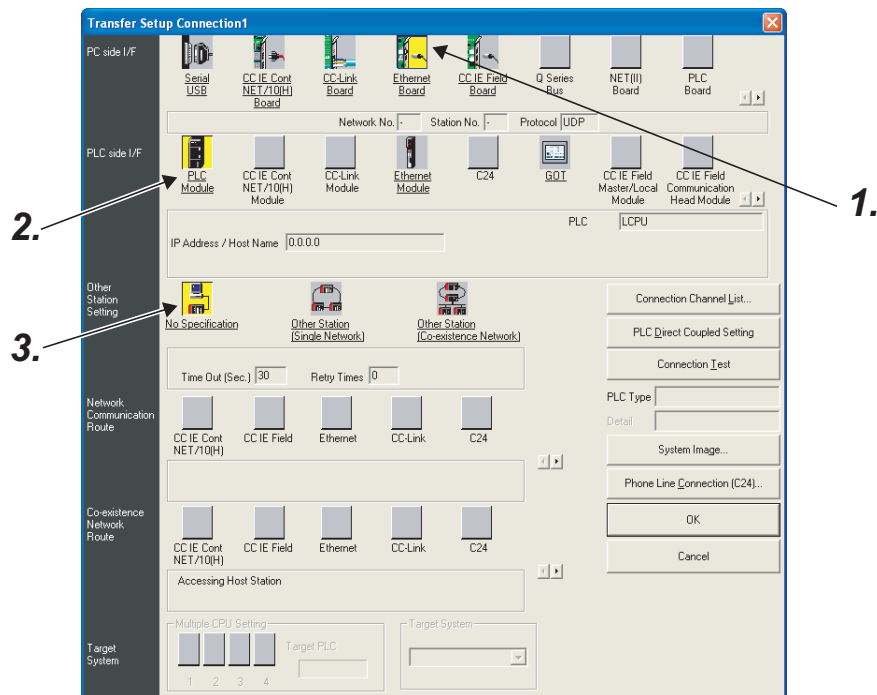 Transfer Setup Connection1
PC side I/F
Serial USB
CC IE Cont NET/10(H) Board
CC-Link Board
Ethernet Board
CC IE Field Board
Q Series Bus
NET(II) Board
PLC Board
Network No. - Station No. - Protocol UDP
1.
PLC side I/F
PLC Module
CC IE Cont NET/10(H) Module
CC-Link Module
Ethernet Module
C24
GOT
CC IE Field Master/Local Module
CC IE Field Communication Head Module
2.
PLC LCPU
IP Address / Host Name 0.0.0.0
Other Station Setting
No Specification
Other Station (Single Network)
Other Station (Co-existence Network)
3.
Time Out (Sec.) 30 Retry Times 0
Connection Channel List...
PLC Direct Coupled Setting
Connection Test
PLC Type
Detail
System Image...
Phone Line Connection (C24)...
OK
Cancel
Network Communication Route
CC IE Cont NET/10(H)
CC IE Field
Ethernet
CC-Link
C24
Co-existence Network Route
CC IE Cont NET/10(H)
CC IE Field
Ethernet
CC-Link
C24
Accessing Host Station
Target System
Multiple CPU Setting
Target PLC
1 2 3 4
Target System